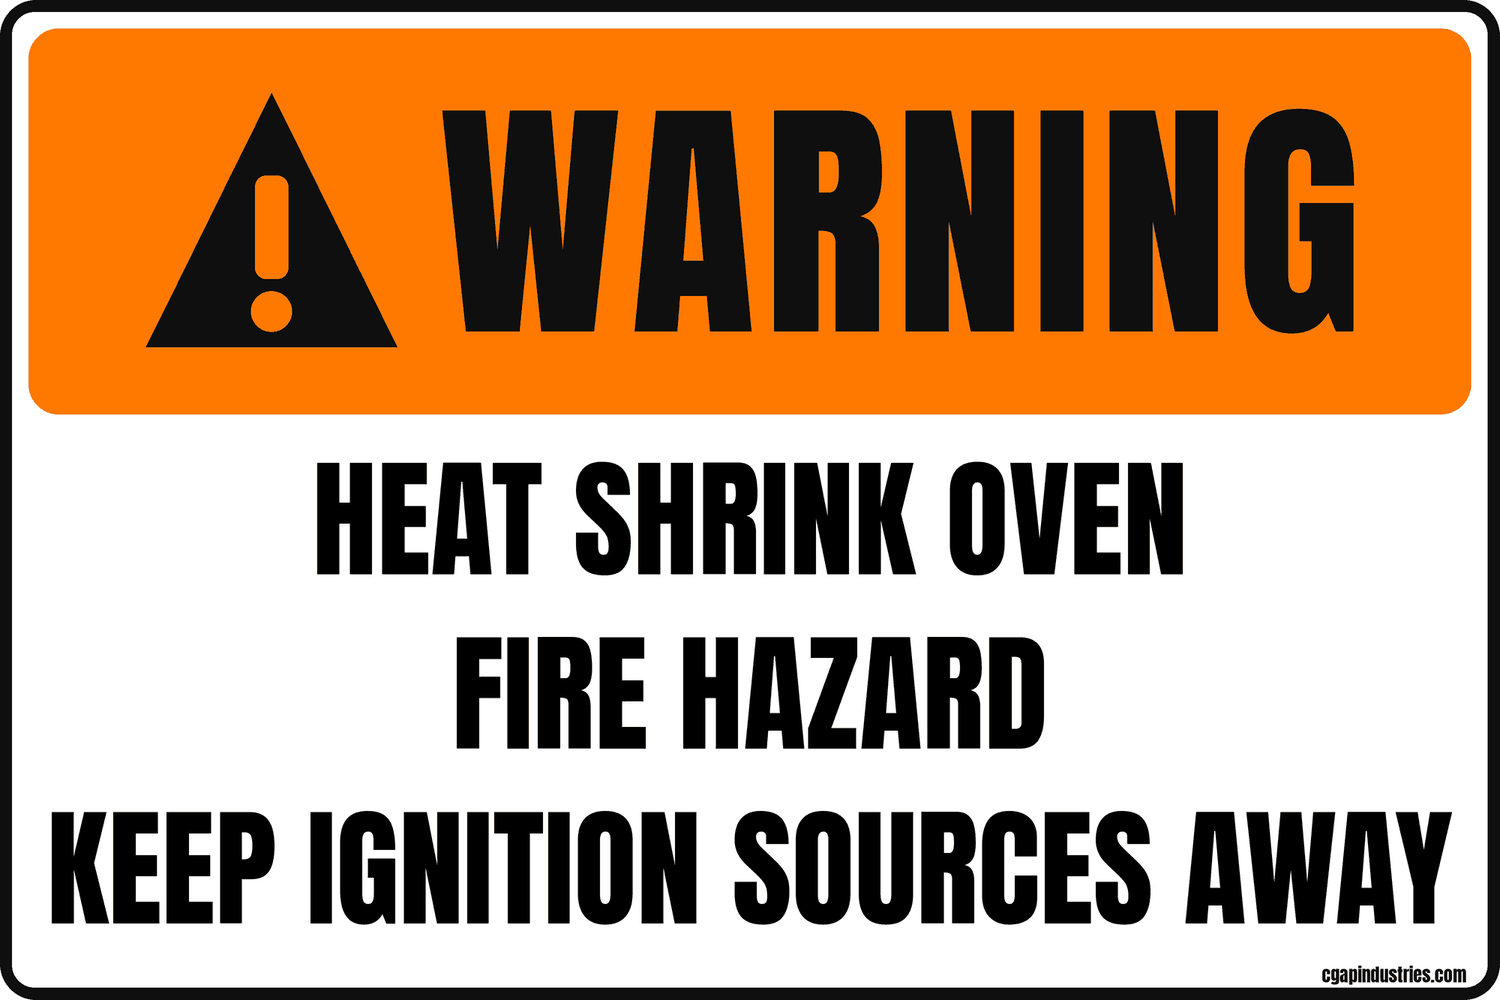 WARNING
HEAT SHRINK OVEN
FIRE HAZARD
KEEP IGNITION SOURCES AWAY
cgapindustries.com